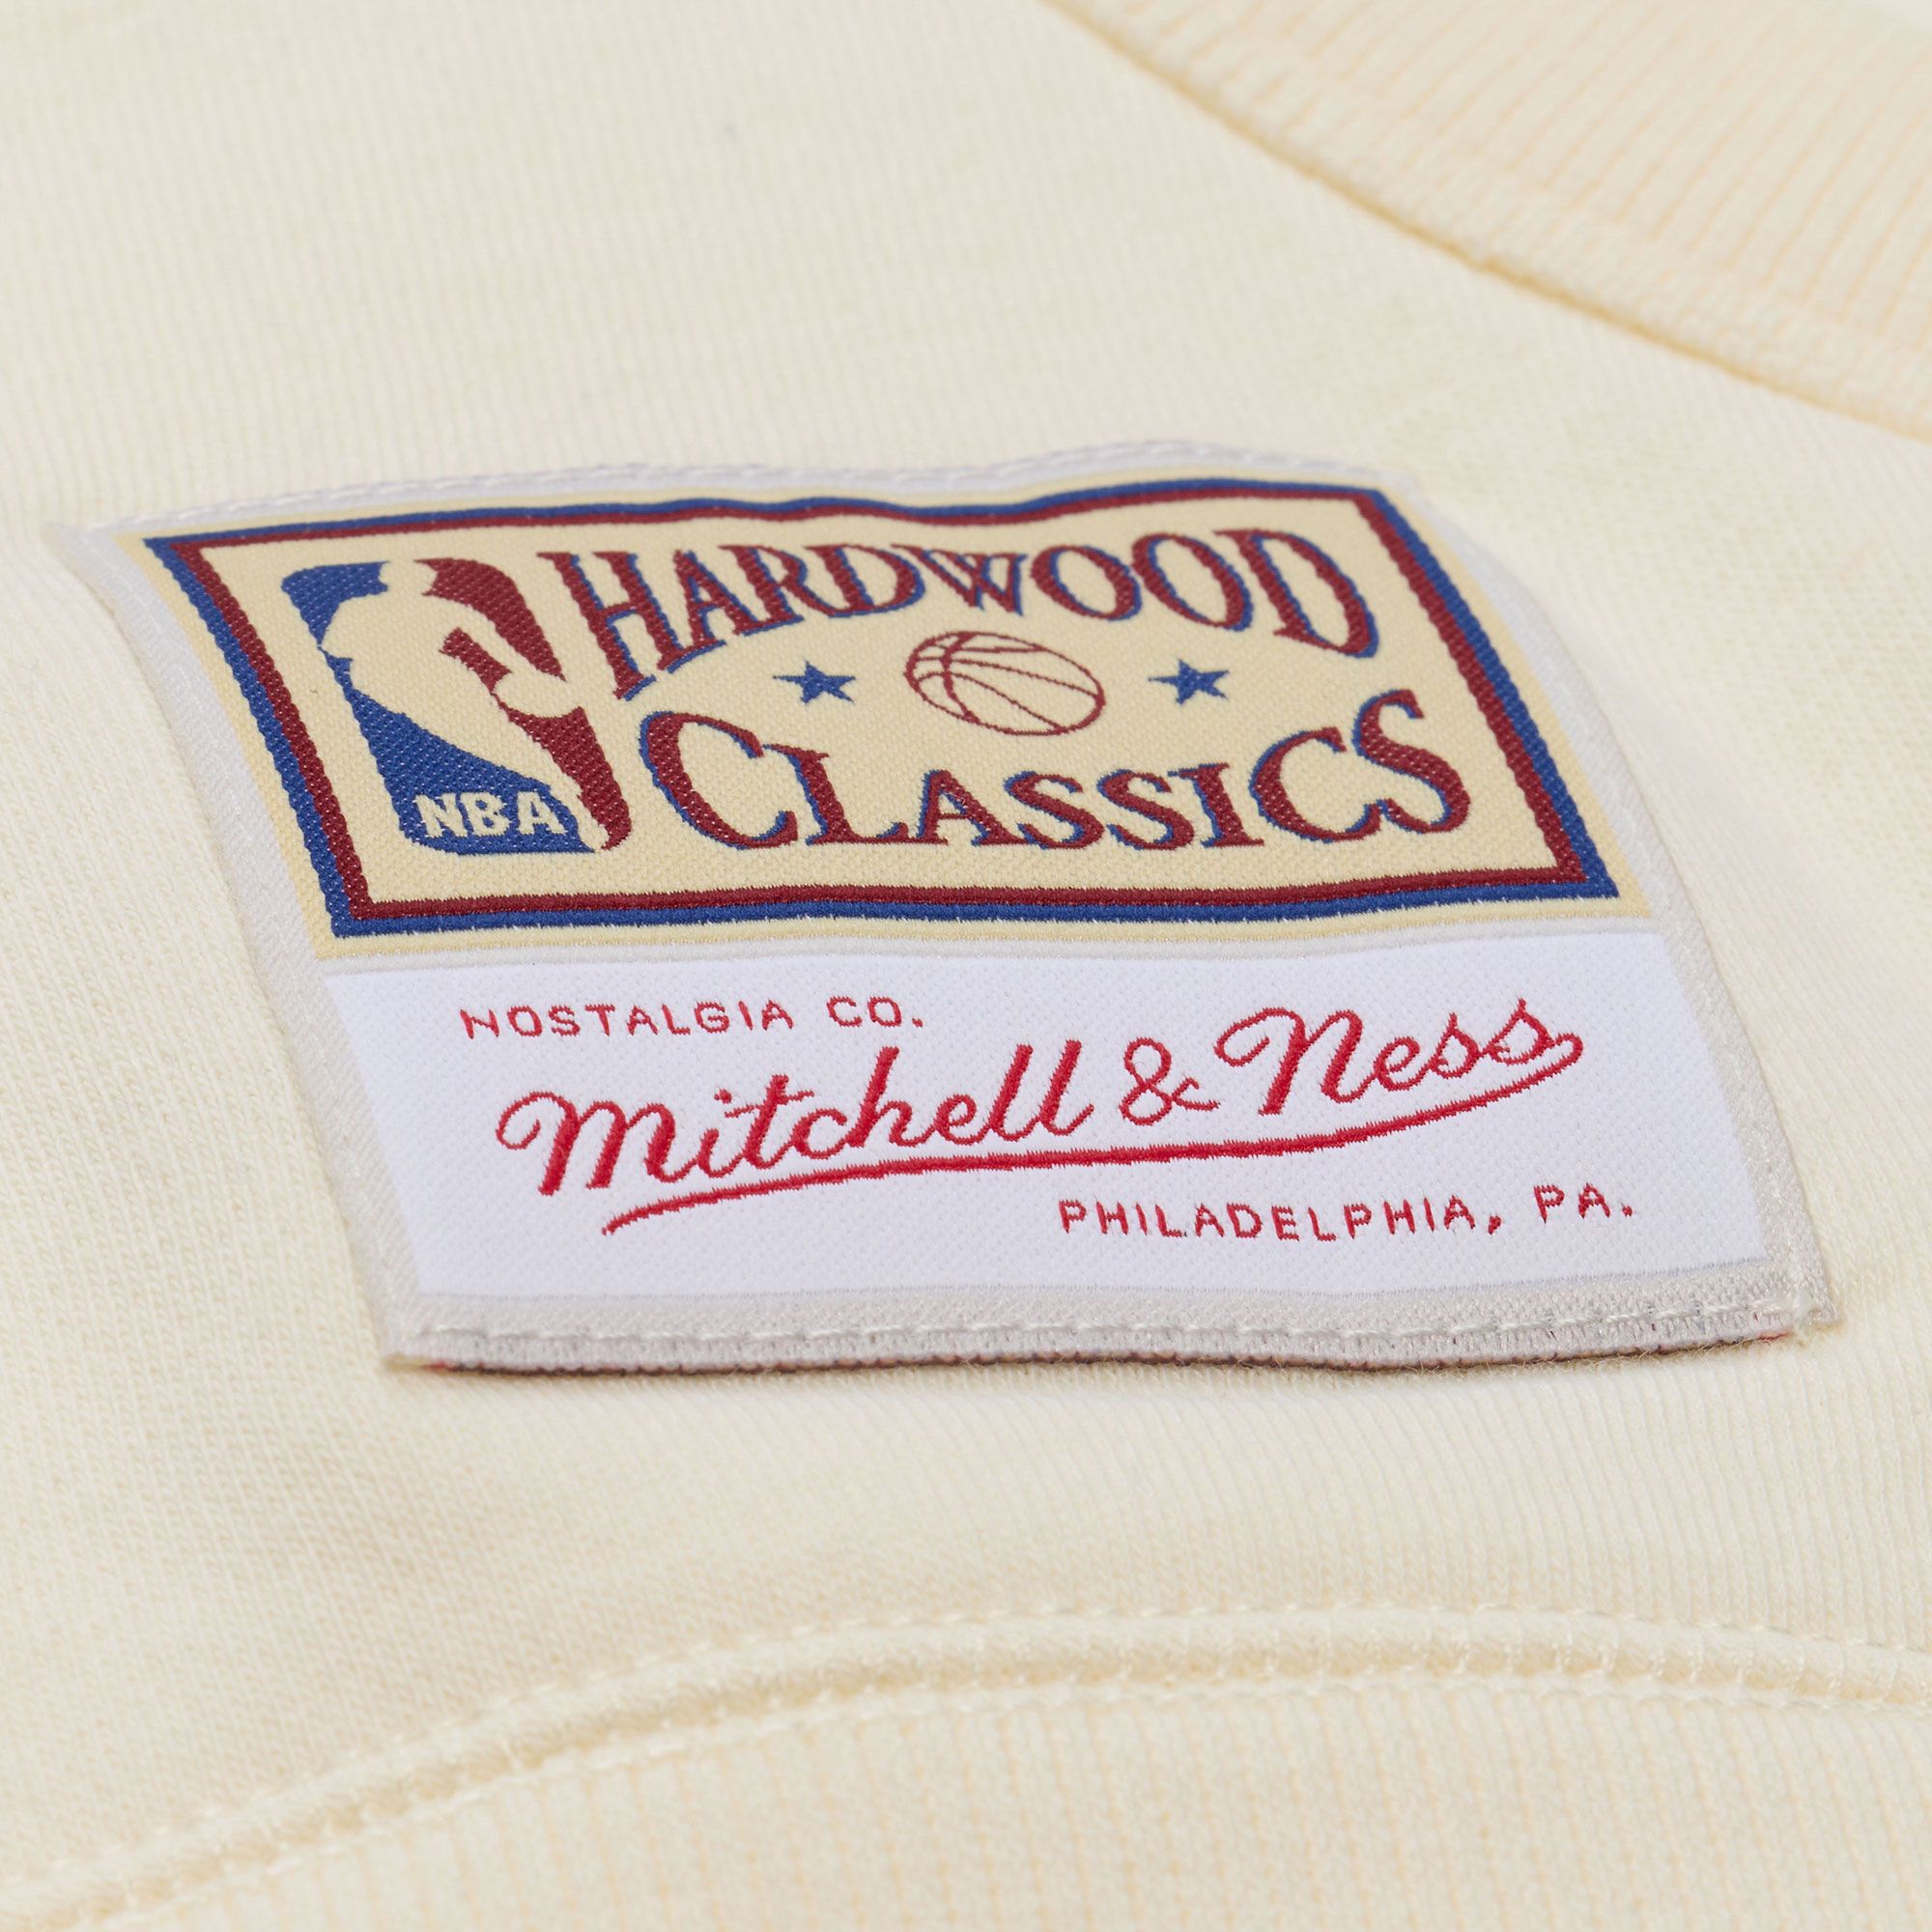 HARDWOOD
CLASSICS
NBA
NOSTALGIA CO.
Mitchell & Ness
PHILADELPHIA, PA.